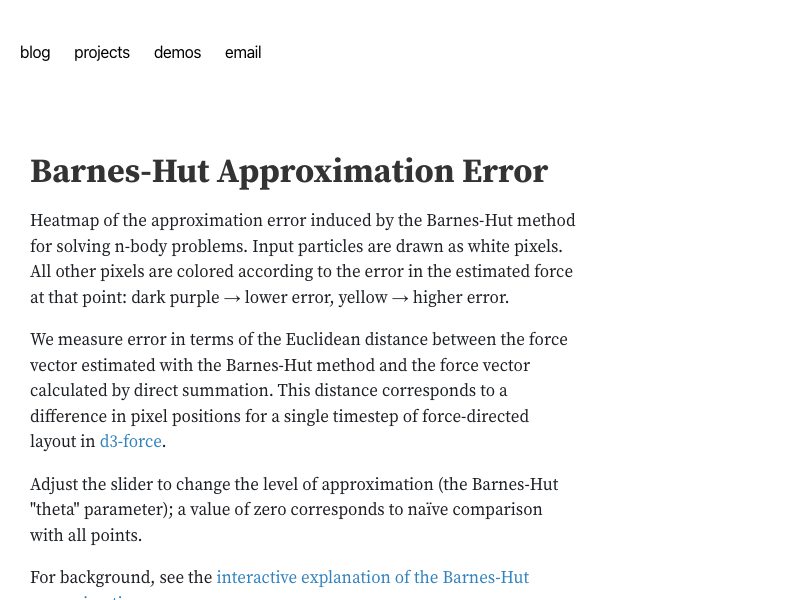 blog projects demos email
Barnes-Hut Approximation Error
Heatmap of the approximation error induced by the Barnes-Hut method
for solving n-body problems. Input particles are drawn as white pixels.
All other pixels are colored according to the error in the estimated force
at that point: dark purple → lower error, yellow → higher error.
We measure error in terms of the Euclidean distance between the force
vector estimated with the Barnes-Hut method and the force vector
calculated by direct summation. This distance corresponds to a
difference in pixel positions for a single timestep of force-directed
layout in d3-force.
Adjust the slider to change the level of approximation (the Barnes-Hut
"theta" parameter); a value of zero corresponds to naïve comparison
with all points.
For background, see the interactive explanation of the Barnes-Hut